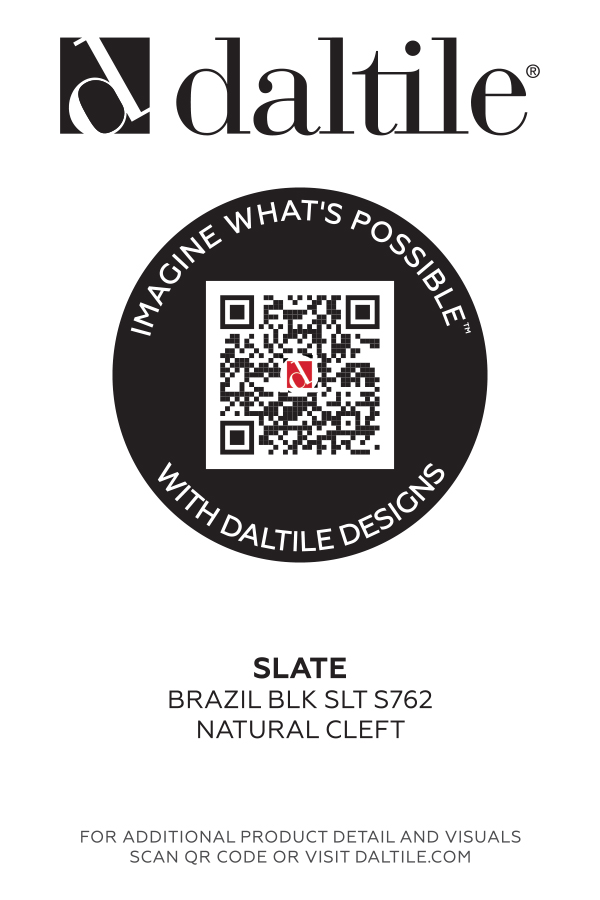 daltile®
IMAGINE WHAT'S POSSIBLE™
WITH DALTILE DESIGNS
SLATE
BRAZIL BLK SLT S762
NATURAL CLEFT
FOR ADDITIONAL PRODUCT DETAIL AND VISUALS
SCAN QR CODE OR VISIT DALTILE.COM